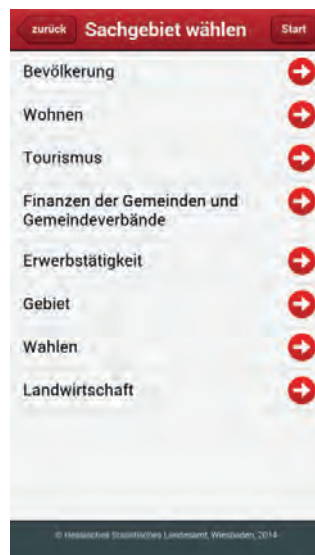 zurück Sachgebiet wählen Start
Bevölkerung
Wohnen
Tourismus
Finanzen der Gemeinden und
Gemeindeverbände
Erwerbstätigkeit
Gebiet
Wahlen
Landwirtschaft
© Hessisches Statistisches Landesamt, Wiesbaden, 2014